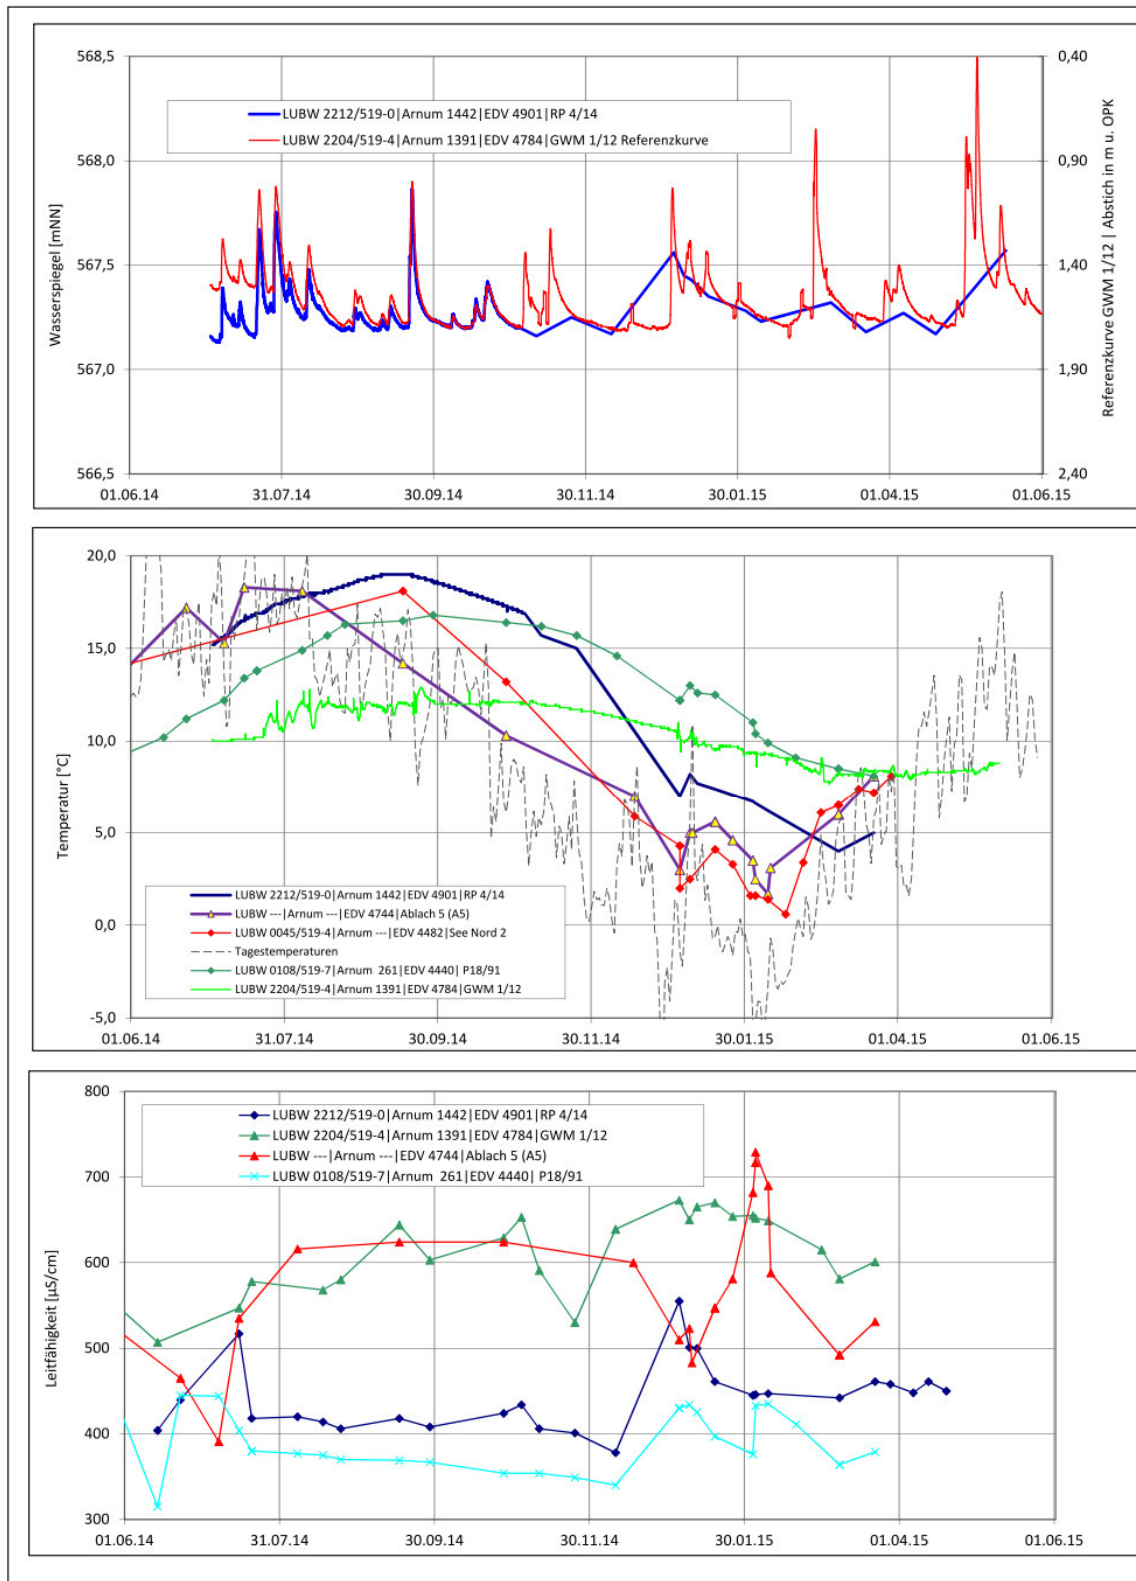 568,5
568,0
567,5
567,0
566,5
Wasserspiegel [mNN]
LUBW 2212/519-0|Arnum 1442|EDV 4901|RP 4/14
LUBW 2204/519-4|Arnum 1391|EDV 4784|GWM 1/12 Referenzkurve
0,40
0,90
1,40
1,90
2,40
Referenzkurve GWM 1/12 | Abstich in m u. OPK
01.06.14 31.07.14 30.09.14 30.11.14 30.01.15 01.04.15 01.06.15
20,0
15,0
10,0
5,0
0,0
-5,0
Temperatur [°C]
LUBW 2212/519-0|Arnum 1442|EDV 4901|RP 4/14
LUBW ---|Arnum ---|EDV 4744|Ablach 5 (A5)
LUBW 0045/519-4|Arnum ---|EDV 4482|See Nord 2
Tagestemperaturen
LUBW 0108/519-7|Arnum 261|EDV 4440| P18/91
LUBW 2204/519-4|Arnum 1391|EDV 4784|GWM 1/12
01.06.14 31.07.14 30.09.14 30.11.14 30.01.15 01.04.15 01.06.15
800
700
600
500
400
300
Leitfähigkeit [µS/cm]
LUBW 2212/519-0|Arnum 1442|EDV 4901|RP 4/14
LUBW 2204/519-4|Arnum 1391|EDV 4784|GWM 1/12
LUBW ---|Arnum ---|EDV 4744|Ablach 5 (A5)
LUBW 0108/519-7|Arnum 261|EDV 4440| P18/91
01.06.14 31.07.14 30.09.14 30.11.14 30.01.15 01.04.15 01.06.15